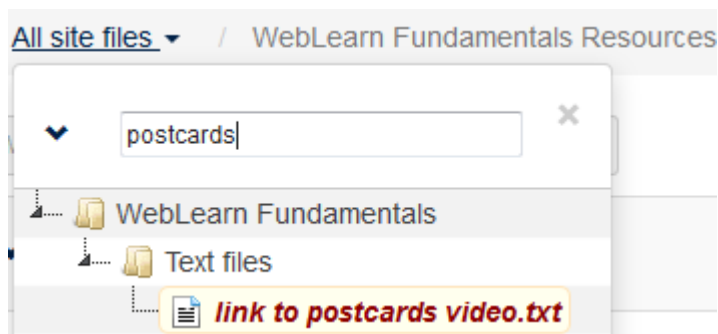 All site files / WebLearn Fundamentals Resources
postcards
WebLearn Fundamentals
Text files
link to postcards video.txt